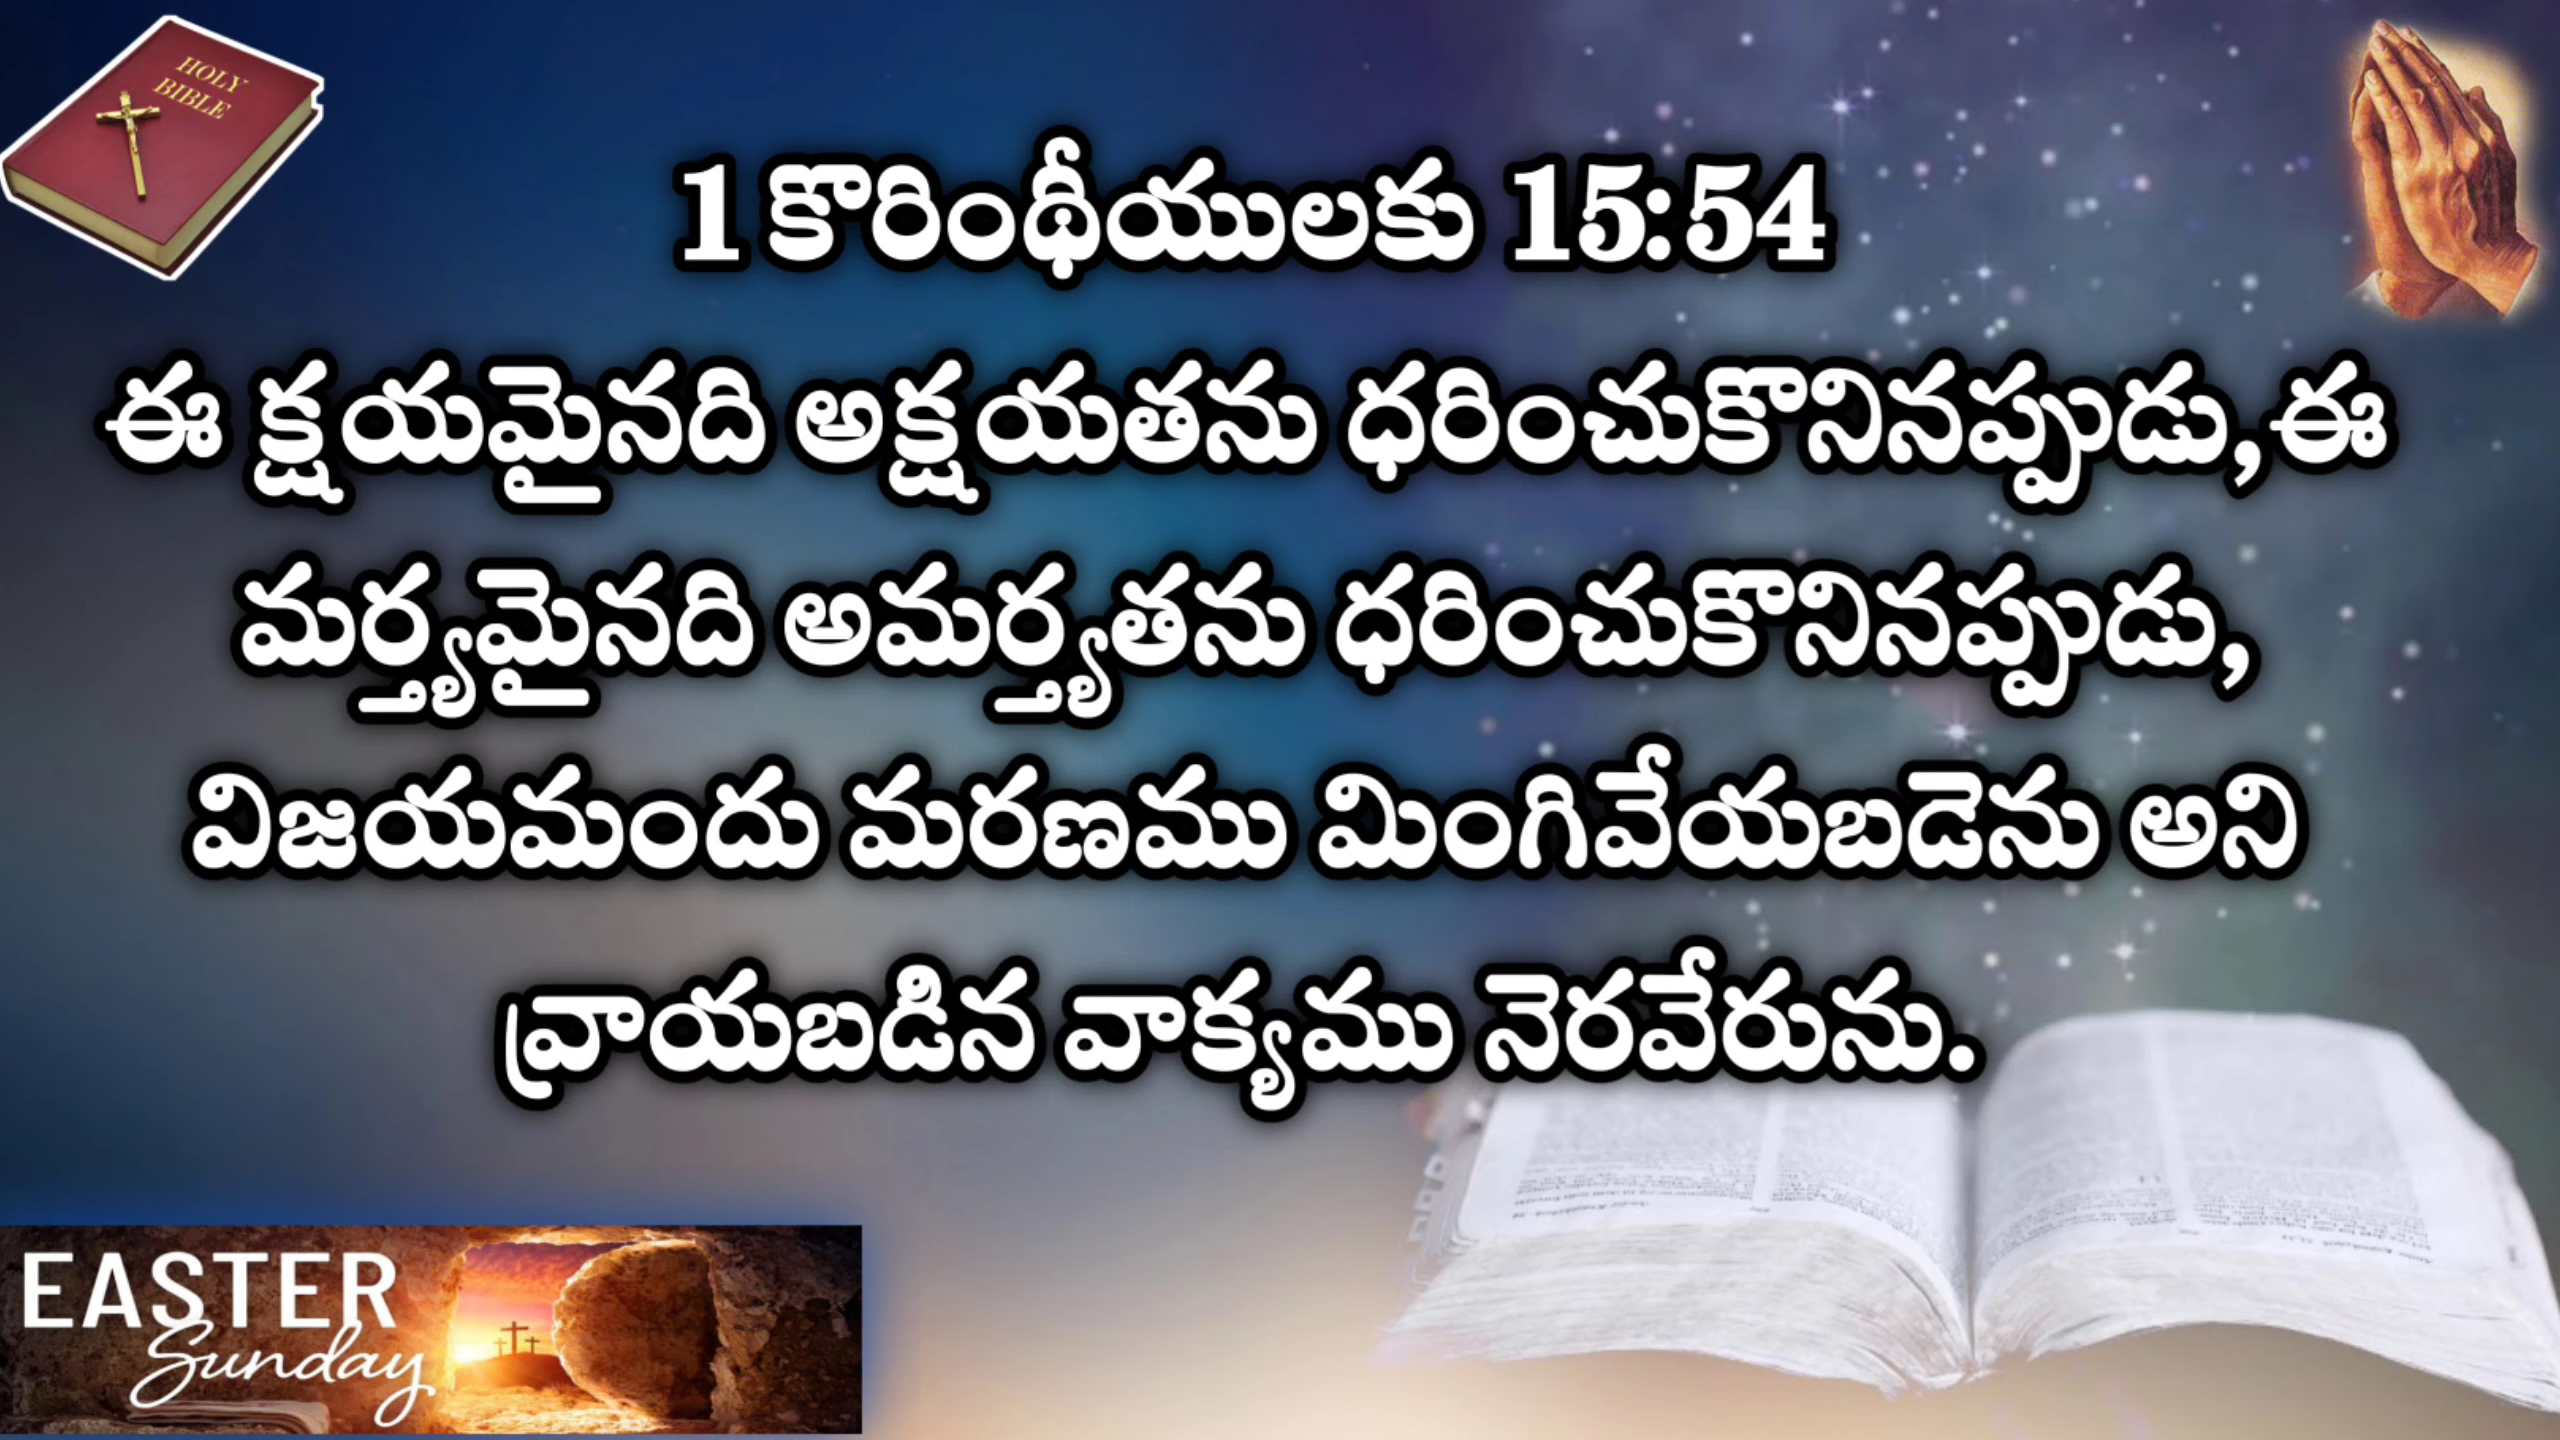 HOLY
BIBLE
1 కొరింథీయులకు 15:54
ఈ క్షయమైనది అక్షయతను ధరించుకొనినప్పుడు,ఈ
మర్త్యమైనది అమర్త్యతను ధరించుకొనినప్పుడు,
విజయమందు మరణము మింగివేయబడెను అని
వ్రాయబడిన వాక్యము నెరవేరును.
EASTER
Sunday